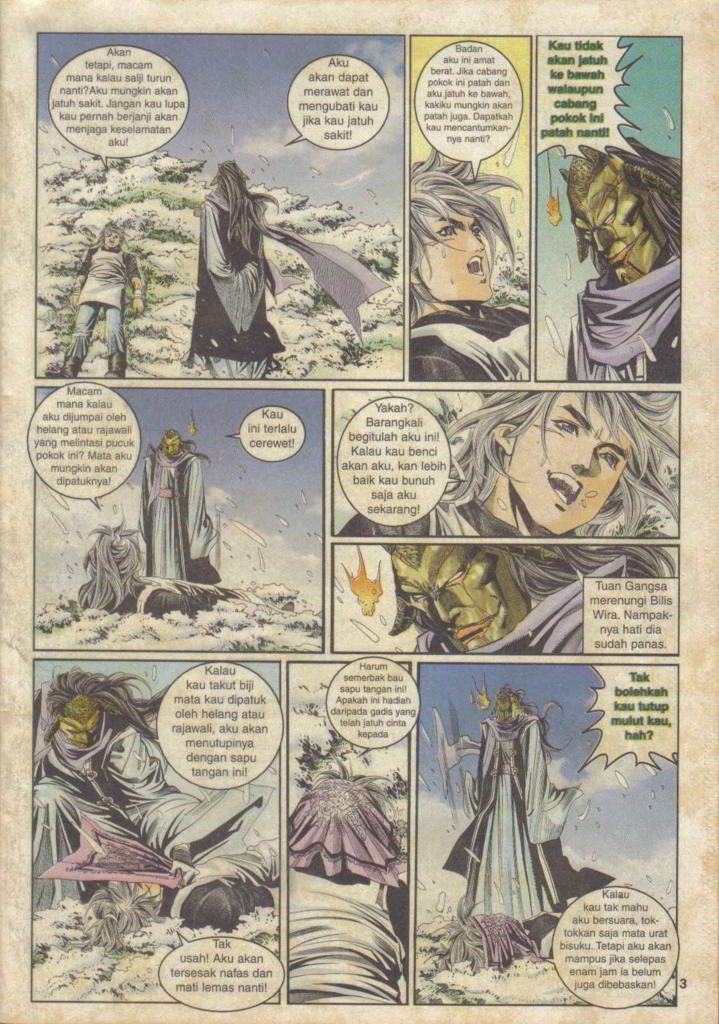 Akan
tetapi, macam
mana kalau salji turun
nanti?Aku mungkin akan
jatuh sakit. Jangan kau lupa
kau pernah berjanji akan
menjaga keselamatan
aku!
Aku
akan dapat
merawat dan
mengubati kau
jika kau jatuh
sakit!
Badan
aku ini amat
berat. Jika cabang
pokok ini patah dan
aku jatuh ke bawah,
kakiku mungkin akan
patah juga. Dapatkah
kau mencantumkan-
nya nanti?
Kau tidak
akan jatuh
ke bawah
walaupun
cabang
pokok ini
patah nanti!
Macam
mana kalau
aku dijumpai oleh
helang atau rajawali
yang melintasi pucuk
pokok ini? Mata aku
mungkin akan
dipatuknya!
Kau
ini terlalu
cerewet!
Yakah?
Barangkali
begitulah aku ini!
Kalau kau benci
akan aku, kan lebih
baik kau bunuh
saja aku
sekarang!
Tuan Gangsa
merenungi Bilis
Wira. Nampak-
nya hati dia
sudah panas.
Kalau
kau takut biji
mata kau dipatuk
oleh helang atau
rajawali, aku akan
menutupinya
dengan sapu
tangan ini!
Tak
usah! Aku akan
tersesak nafas dan
mati lemas nanti!
Harum
semerbak bau
sapu tangan ini!
Apakah ini hadiah
daripada gadis yang
telah jatuh cinta
kepada
Tak
bolehkah
kau tutup
mulut kau,
hah?
Kalau
kau tak mahu
aku bersuara, tok-
tokkan saja mata urat
bisuku. Tetapi aku akan
mampus jika selepas
enam jam ia belum
juga dibebaskan!
3